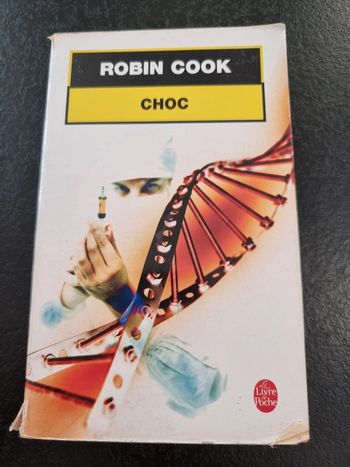 ROBIN COOK
CHOC
Le
Livre
de
Poche